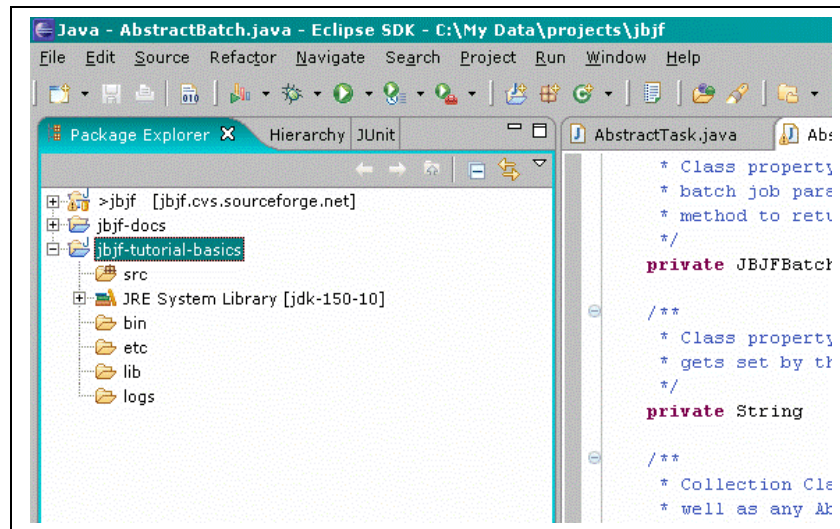 Java - AbstractBatch.java - Eclipse SDK - C:\My Data\projects\jbjf
File Edit Source Refactor Navigate Search Project Run Window Help
Package Explorer Hierarchy JUnit
AbstractTask.java
>jbjf [jbjf.cvs.sourceforge.net]
jbjf-docs
jbjf-tutorial-basics
src
JRE System Library [jdk-150-10]
bin
etc
lib
logs
* Class property
* batch job para
* method to retu
*/
private JBJFBatch
/**
* Class property
* gets set by th
*/
private String
/**
* Collection Cla
* well as any Ab